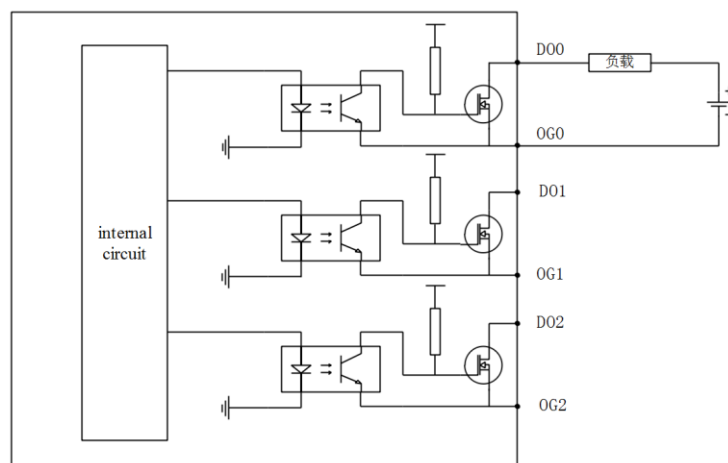 DO0
负载
OG0
DO1
internal
circuit
OG1
DO2
OG2